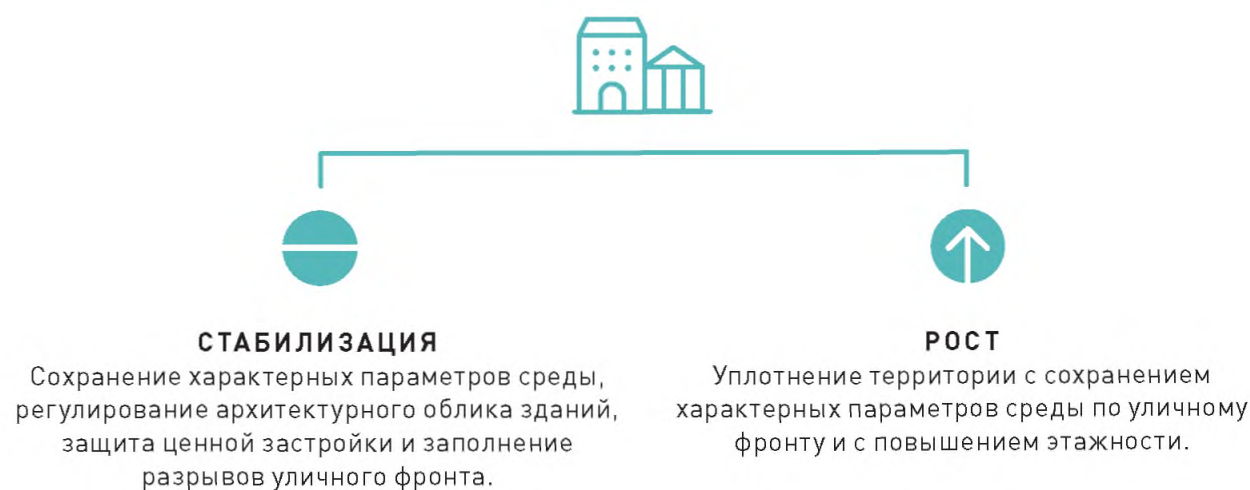 СТАБИЛИЗАЦИЯ
Сохранение характерных параметров среды,
регулирование архитектурного облика зданий,
защита ценной застройки и заполнение
разрывов уличного фронта.
РОСТ
Уплотнение территории с сохранением
характерных параметров среды по уличному
фронту и с повышением этажности.